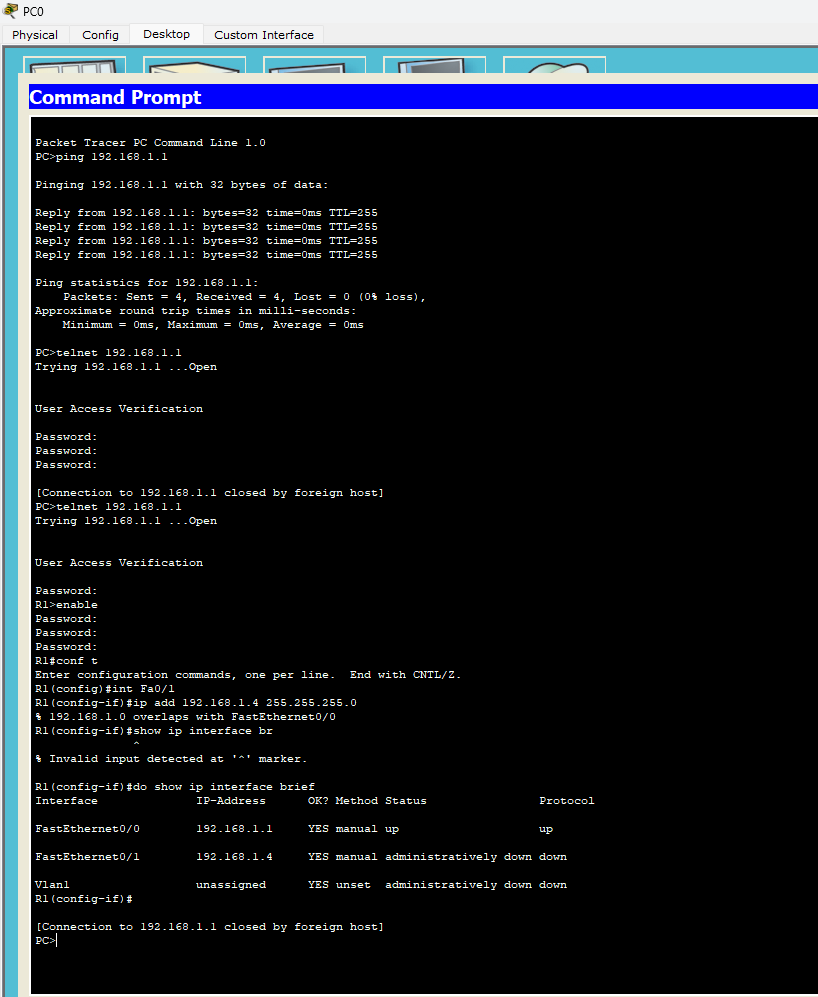 PC0
Physical Config Desktop Custom Interface
Command Prompt
Packet Tracer PC Command Line 1.0
PC>ping 192.168.1.1
Pinging 192.168.1.1 with 32 bytes of data:
Reply from 192.168.1.1: bytes=32 time=0ms TTL=255
Reply from 192.168.1.1: bytes=32 time=0ms TTL=255
Reply from 192.168.1.1: bytes=32 time=0ms TTL=255
Reply from 192.168.1.1: bytes=32 time=0ms TTL=255
Ping statistics for 192.168.1.1:
    Packets: Sent = 4, Received = 4, Lost = 0 (0% loss),
Approximate round trip times in milli-seconds:
    Minimum = 0ms, Maximum = 0ms, Average = 0ms
PC>telnet 192.168.1.1
Trying 192.168.1.1 ...Open
User Access Verification
Password:
Password:
Password:
[Connection to 192.168.1.1 closed by foreign host]
PC>telnet 192.168.1.1
Trying 192.168.1.1 ...Open
User Access Verification
Password:
R1>enable
Password:
Password:
Password:
R1#conf t
Enter configuration commands, one per line.  End with CNTL/Z.
R1(config)#int Fa0/1
R1(config-if)#ip add 192.168.1.4 255.255.255.0
% 192.168.1.0 overlaps with FastEthernet0/0
R1(config-if)#show ip interface br
              ^
% Invalid input detected at '^' marker.
R1(config-if)#do show ip interface brief
Interface              IP-Address      OK? Method Status                Protocol
FastEthernet0/0        192.168.1.1     YES manual up                    up
FastEthernet0/1        192.168.1.4     YES manual administratively down down
Vlan1                  unassigned      YES unset  administratively down down
R1(config-if)#
[Connection to 192.168.1.1 closed by foreign host]
PC>